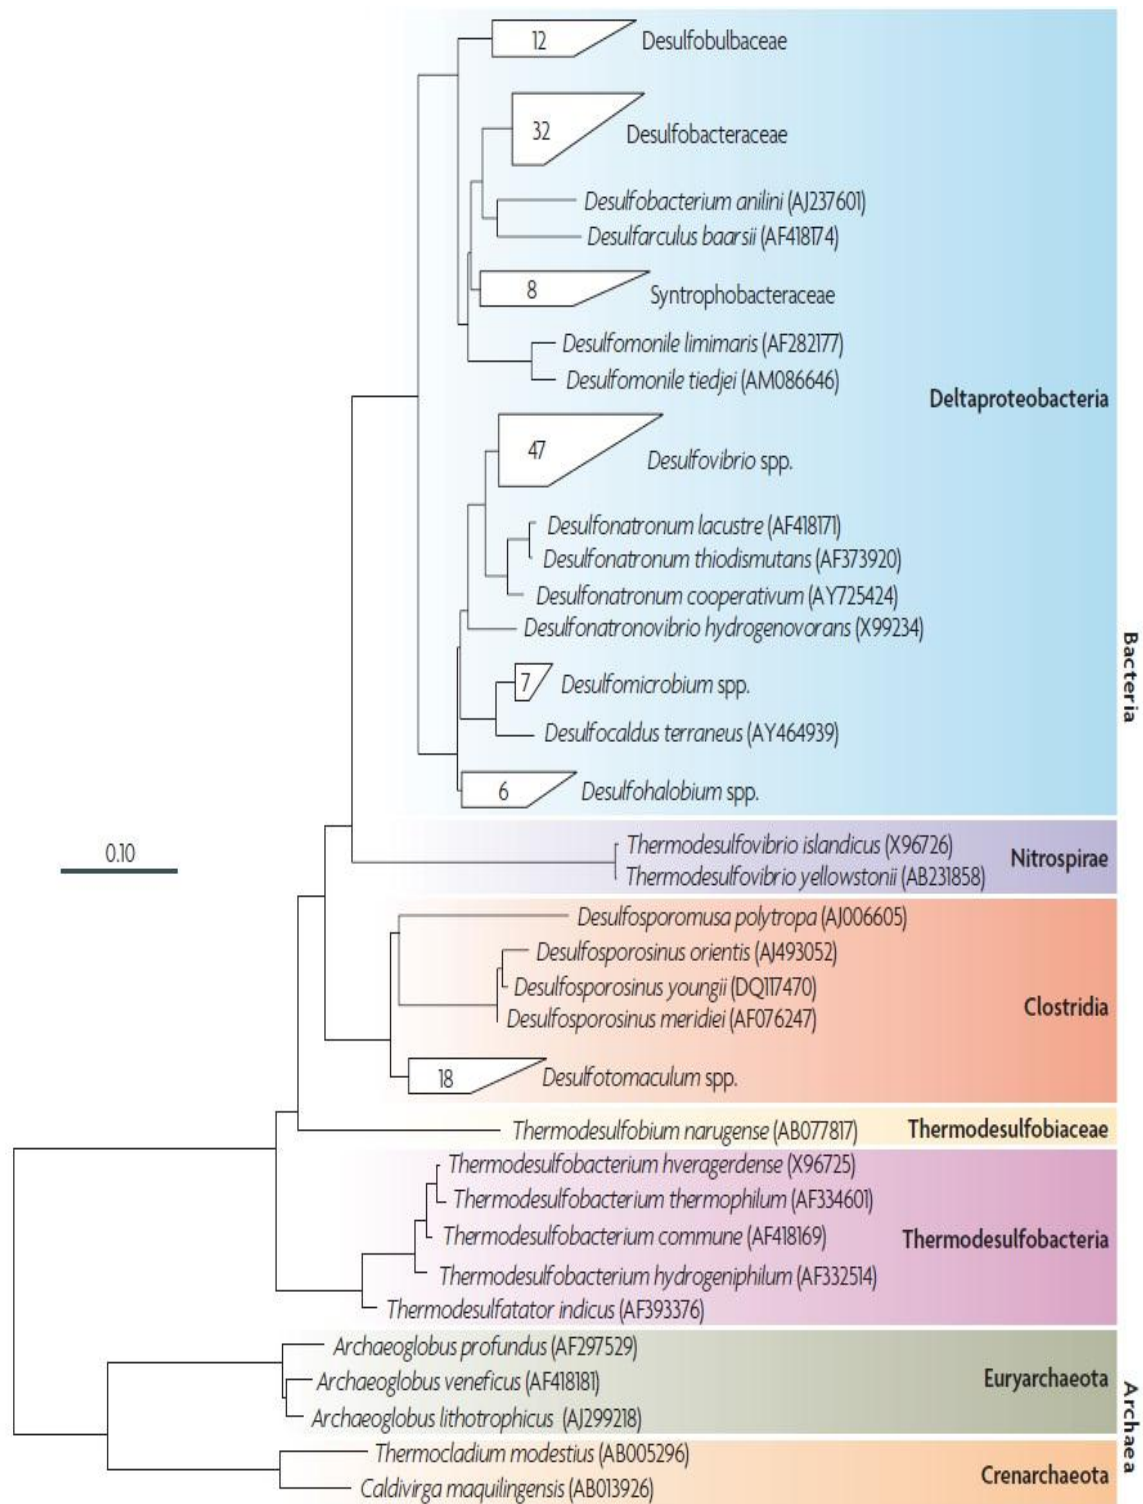 12 Desulfobulbaceae
32 Desulfobacteraceae
Desulfobacterium anilini (AJ237601)
Desulfarculus baarsii (AF418174)
8 Syntrophobacteraceae
Desulfomonile limimaris (AF282177)
Desulfomonile tiedjei (AM086646)
Deltaproteobacteria
47 Desulfovibrio spp.
Desulfonatronum lacustre (AF418171)
Desulfonatronum thiodismutans (AF373920)
Desulfonatronum cooperativum (AY725424)
Desulfonatronovibrio hydrogenovorans (X99234)
Bacteria
7 Desulfomicrobium spp.
Desulfocaldus terraneus (AY464939)
6 Desulfohalobium spp.
0.10
Thermodesulfovibrio islandicus (X96726)
Nitrospirae
Thermodesulfovibrio yellowstonii (AB231858)
Desulfosporomusa polytropa (AJ006605)
Desulfosporosinus orientis (AJ493052)
Desulfosporosinus youngii (DQ117470)
Clostridia
Desulfosporosinus meridiei (AF076247)
18 Desulfotomaculum spp.
Thermodesulfobium narugense (AB077817) Thermodesulfobiaceae
Thermodesulfobacterium hveragerdense (X96725)
Thermodesulfobacterium thermophilum (AF334601)
Thermodesulfobacterium commune (AF418169) Thermodesulfobacteria
Thermodesulfobacterium hydrogeniphilum (AF332514)
Thermodesulfatator indicus (AF393376)
Archaeoglobus profundus (AF297529)
Archaeoglobus veneficus (AF418181) Euryarchaeota
Archaeoglobus lithotrophicus (AJ299218)
Archaea
Thermocladium modestius (AB005296)
Crenarchaeota
Caldivirga maquilingensis (AB013926)